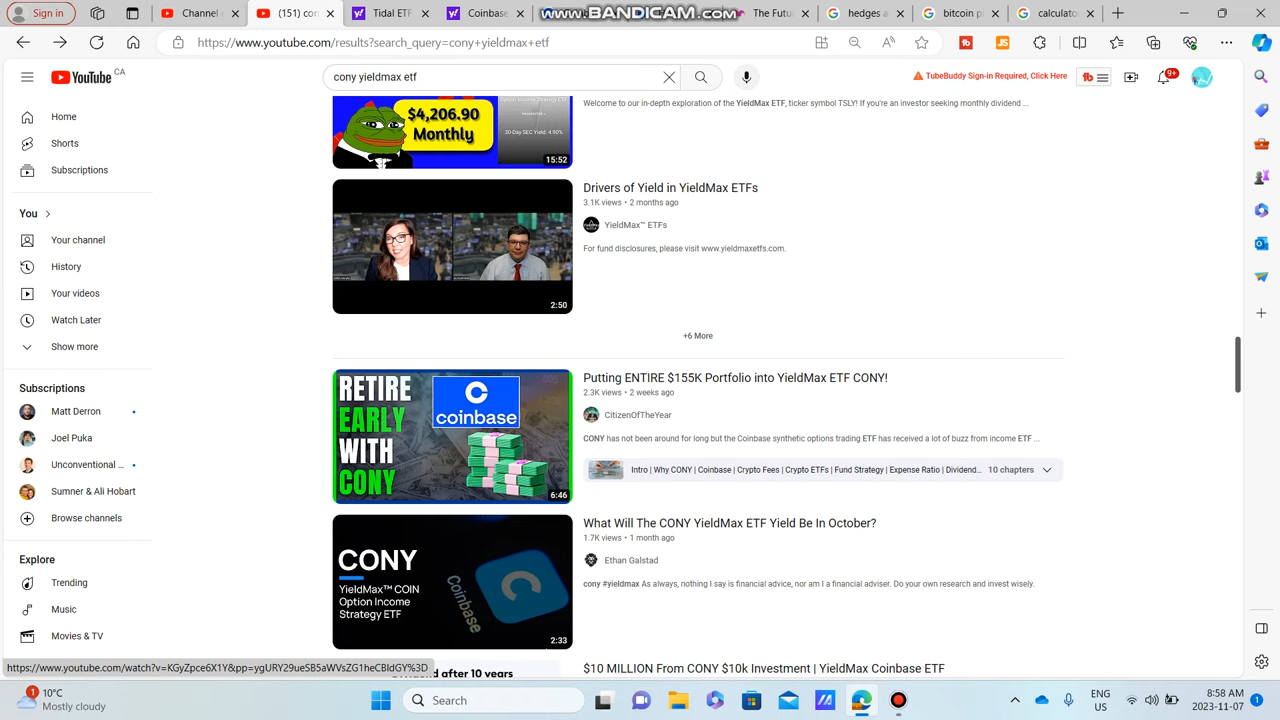 (151) con
www.BANDICAM.com
calculato
https://www.youtube.com/results?search_query=cony+yieldmax+etf
YouTube CA
cony yieldmax etf
TubeBuddy Sign-in Required, Click Here
9+
Home
Shorts
Subscriptions
You
Your channel
History
Your videos
Watch Later
Show more
Subscriptions
Matt Derron
Joel Puka
Unconventional ...
Sumner & Ali Hobart
Browse channels
Explore
Trending
Music
Movies & TV
$4,206.90
Monthly
30-Day SEC Yield: 4.90%
15:52
Welcome to our in-depth exploration of the YieldMax ETF, ticker symbol TSLY! If you're an investor seeking monthly dividend ...
2:50
Drivers of Yield in YieldMax ETFs
3.1K views • 2 months ago
YieldMax™ ETFs
For fund disclosures, please visit www.yieldmaxetfs.com.
+6 More
RETIRE
EARLY
WITH
CONY
coinbase
6:46
Putting ENTIRE $155K Portfolio into YieldMax ETF CONY!
2.3K views • 2 weeks ago
CitizenOfTheYear
CONY has not been around for long but the Coinbase synthetic options trading ETF has received a lot of buzz from income ETF ...
Intro | Why CONY | Coinbase | Crypto Fees | Crypto ETFs | Fund Strategy | Expense Ratio | Dividend... 10 chapters
CONY
YieldMax™ COIN
Option Income
Strategy ETF
Coinbase
2:33
What Will The CONY YieldMax ETF Yield Be In October?
1.7K views • 1 month ago
Ethan Galstad
cony #yieldmax As always, nothing I say is financial advice, nor am I a financial adviser. Do your own research and invest wisely.
after 10 years
$10 MILLION From CONY $10k Investment | YieldMax Coinbase ETF
https://www.youtube.com/watch?v=KGyZpce6X1Y&pp=ygURY29ueSB5aWVsZG1heCBldGY%3D
1
10°C
Mostly cloudy
Search
ENG
US
8:58 AM
2023-11-07
1